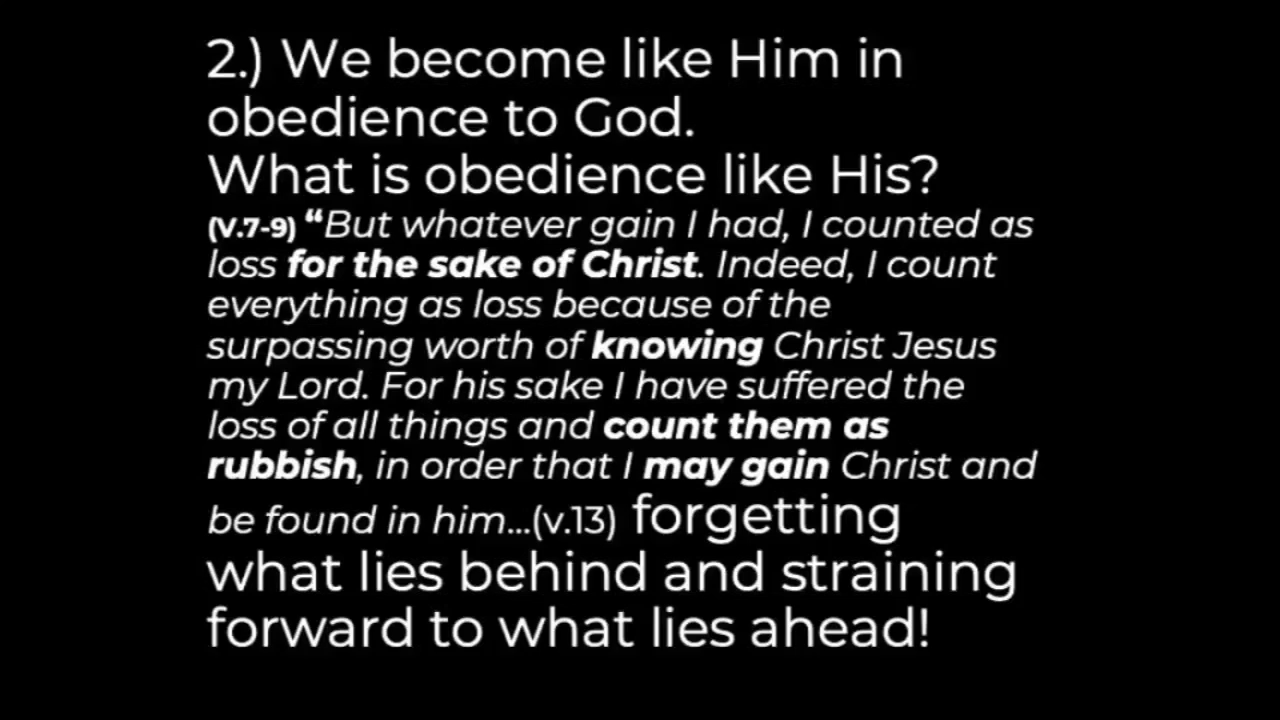 2.) We become like Him in
obedience to God.
What is obedience like His?
(V.7-9) “But whatever gain I had, I counted as
loss for the sake of Christ. Indeed, I count
everything as loss because of the
surpassing worth of knowing Christ Jesus
my Lord. For his sake I have suffered the
loss of all things and count them as
rubbish, in order that I may gain Christ and
be found in him...(v.13) forgetting
what lies behind and straining
forward to what lies ahead!